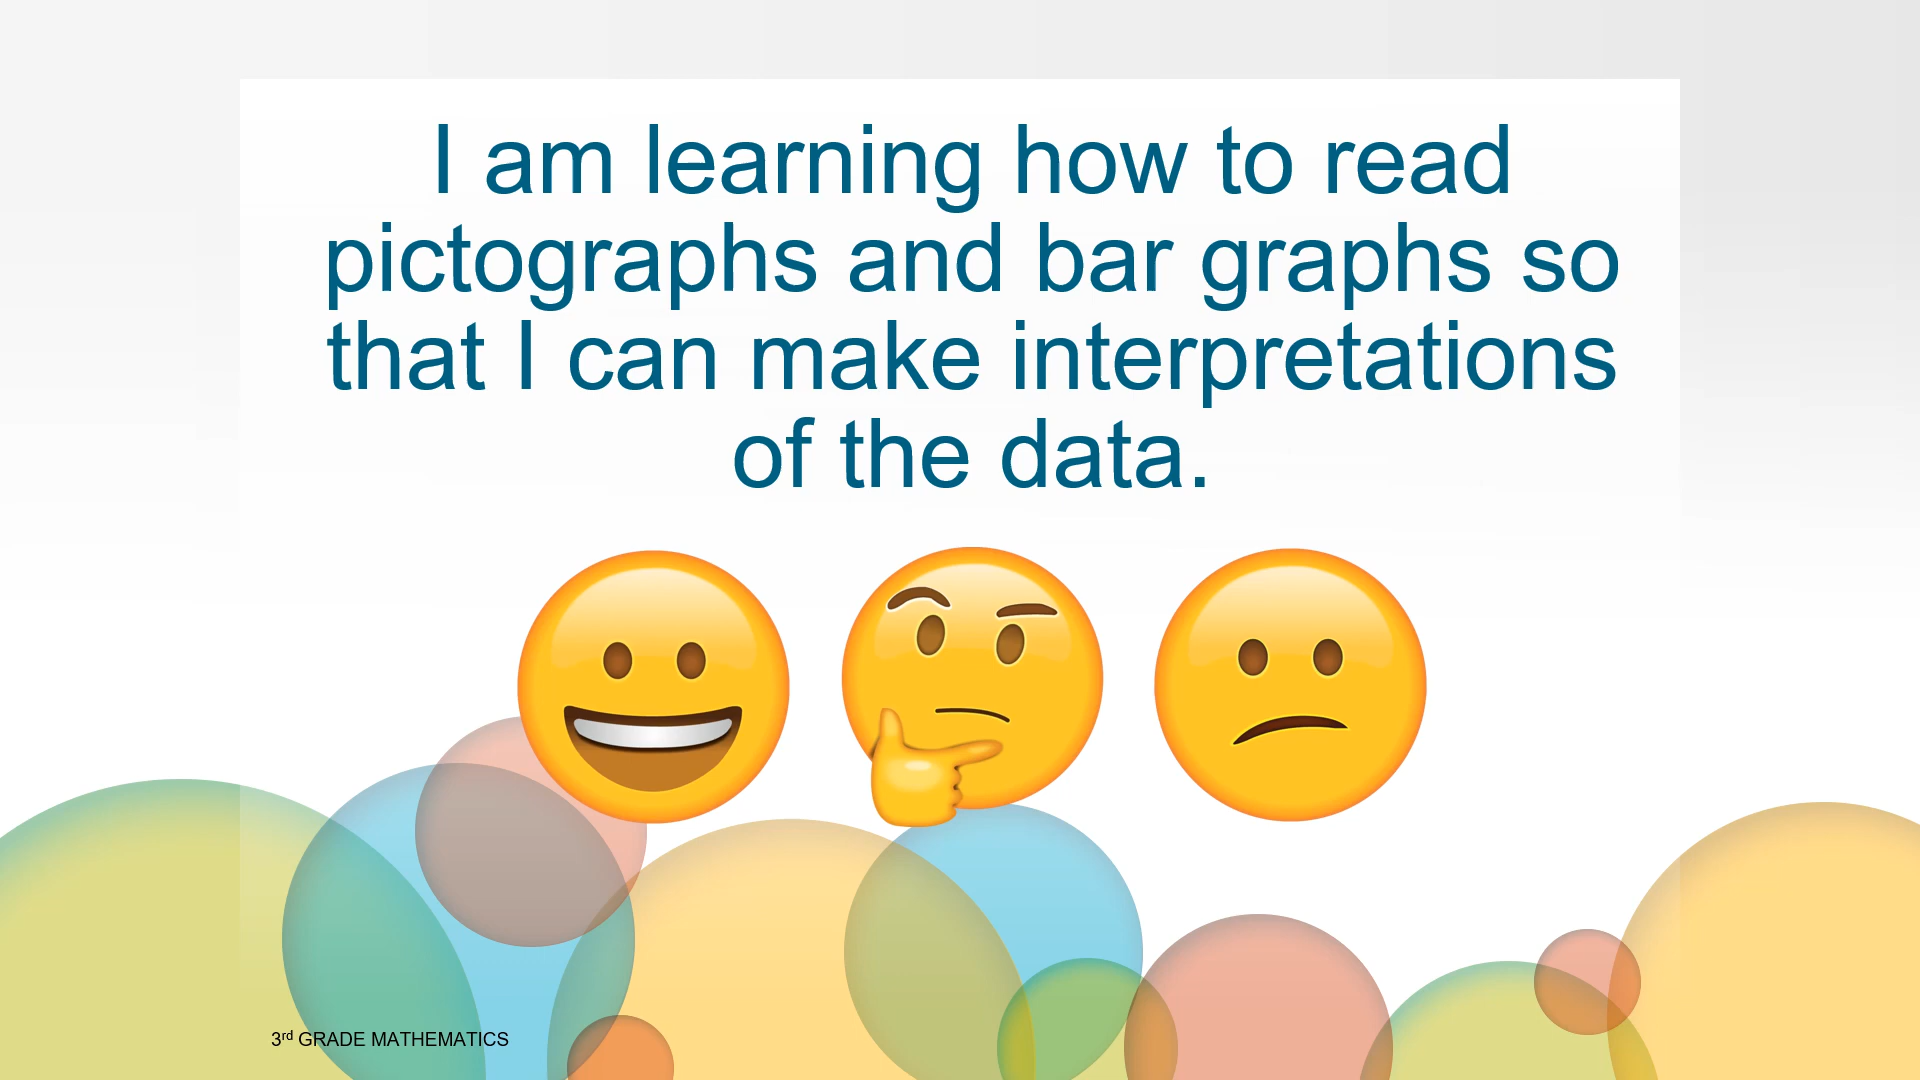 I am learning how to read
pictographs and bar graphs so
that I can make interpretations
of the data.
3rd GRADE MATHEMATICS